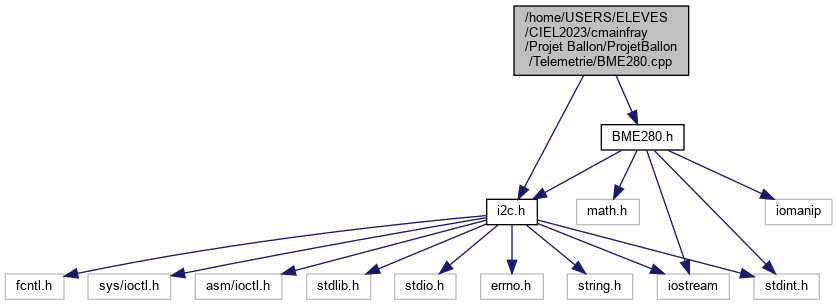 /home/USERS/ELEVES
/CIEL2023/cmainfray
/Projet Ballon/ProjetBallon
/Telemetrie/BME280.cpp
BME280.h
i2c.h
math.h
iomanip
fcntl.h
sys/ioctl.h
asm/ioctl.h
stdlib.h
stdio.h
errno.h
string.h
iostream
stdint.h